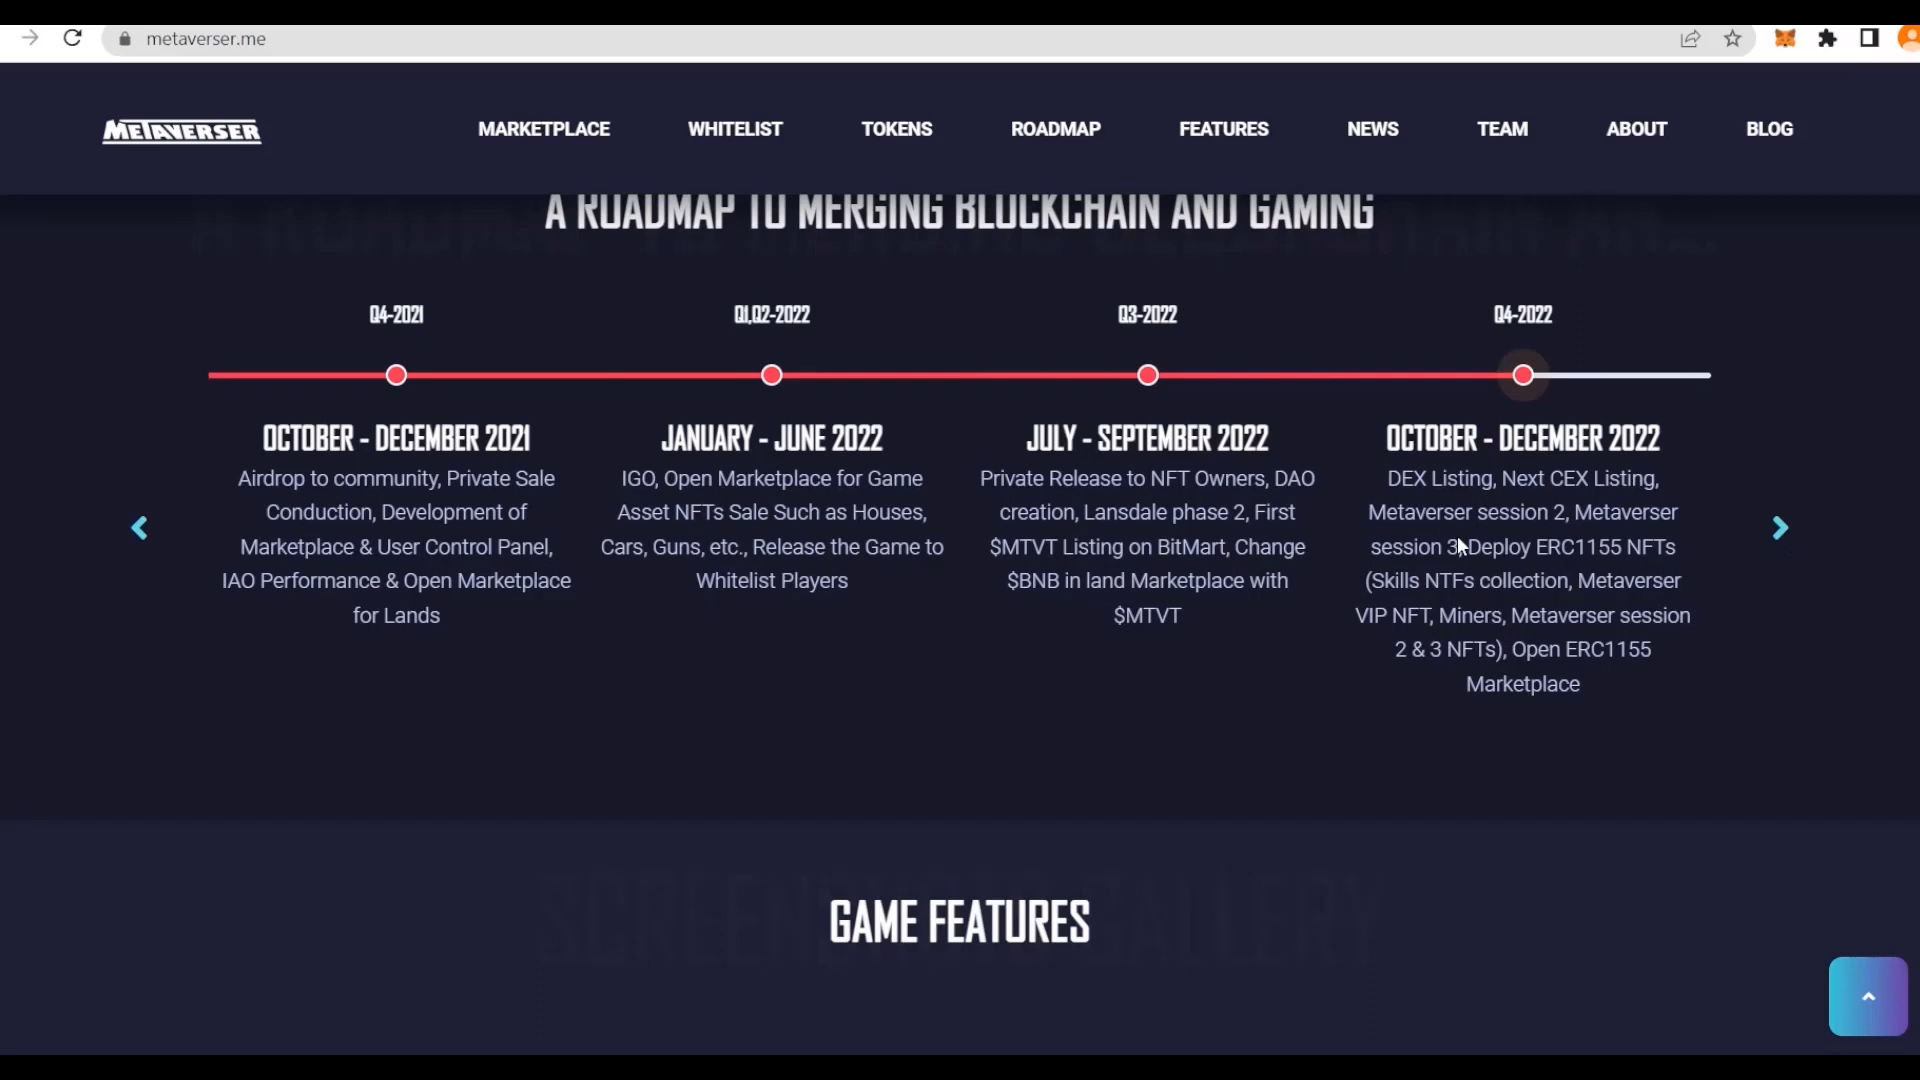 metaverser.me
METAVERSER
MARKETPLACE
WHITELIST
TOKENS
ROADMAP
FEATURES
NEWS
TEAM
ABOUT
BLOG
A ROADMAP TO MERGING BLOCKCHAIN AND GAMING
Q4-2021
Q1,Q2-2022
Q3-2022
Q4-2022
OCTOBER - DECEMBER 2021
Airdrop to community, Private Sale
Conduction, Development of
Marketplace & User Control Panel,
IAO Performance & Open Marketplace
for Lands
JANUARY - JUNE 2022
IGO, Open Marketplace for Game
Asset NFTs Sale Such as Houses,
Cars, Guns, etc., Release the Game to
Whitelist Players
JULY - SEPTEMBER 2022
Private Release to NFT Owners, DAO
creation, Lansdale phase 2, First
$MTVT Listing on BitMart, Change
$BNB in land Marketplace with
$MTVT
OCTOBER - DECEMBER 2022
DEX Listing, Next CEX Listing,
Metaverser session 2, Metaverser
session 3, Deploy ERC1155 NFTs
(Skills NTFs collection, Metaverser
VIP NFT, Miners, Metaverser session
2 & 3 NFTs), Open ERC1155
Marketplace
SCREENSHOTS GALLERY
GAME FEATURES